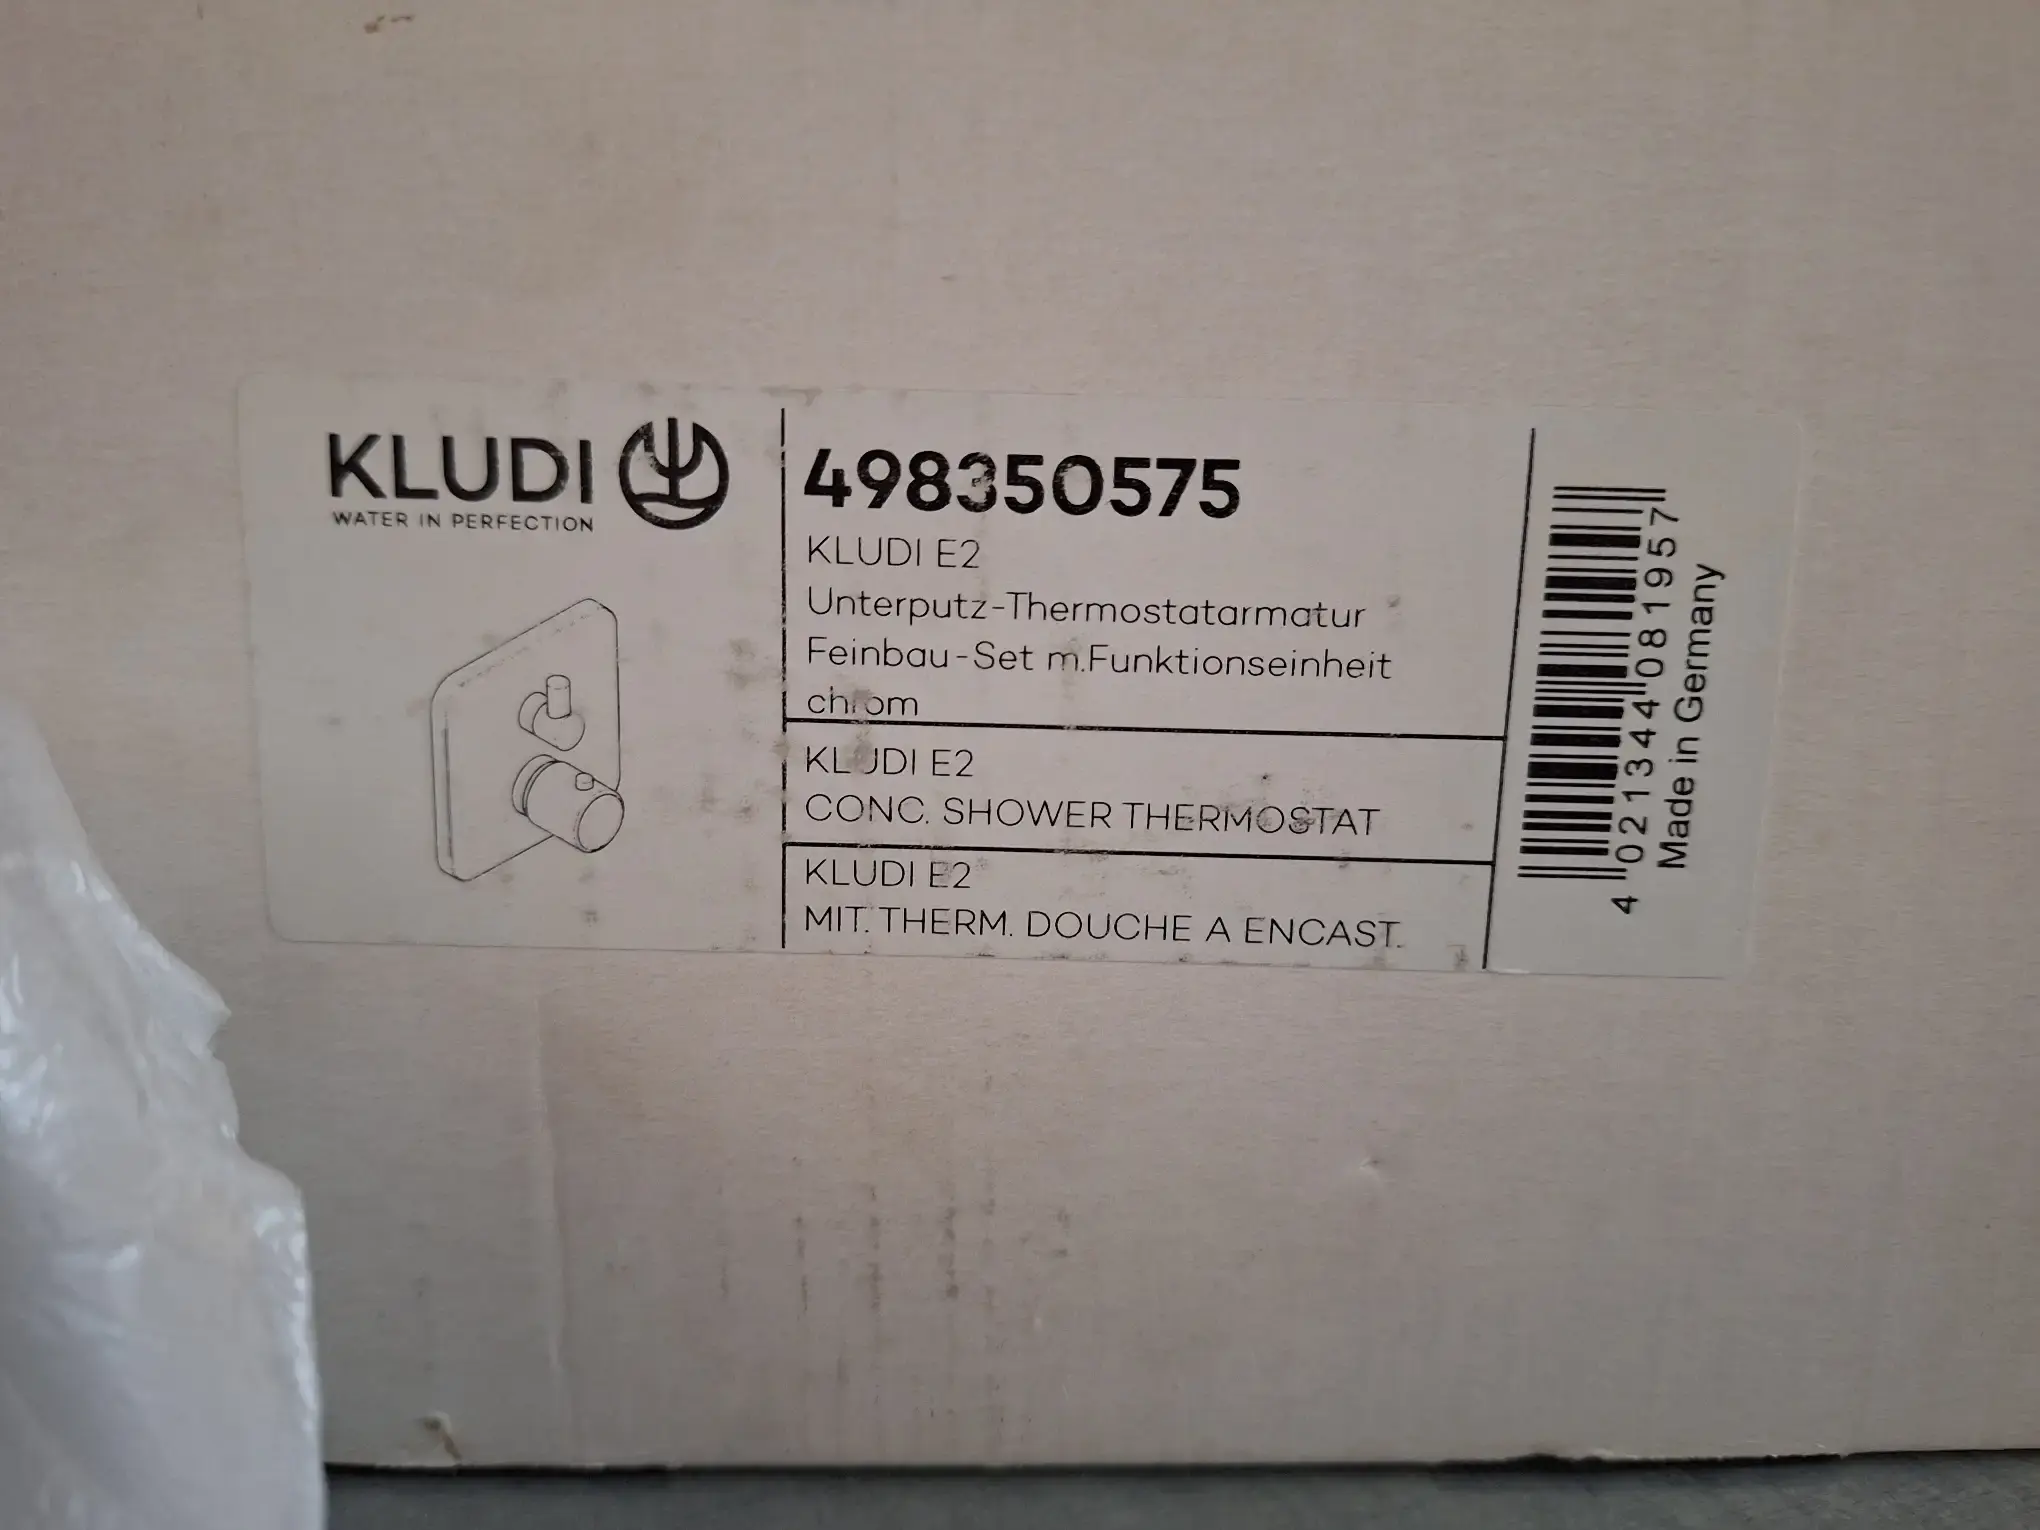 KLUDI
WATER IN PERFECTION
498350575
KLUDI E2
Unterputz-Thermostatarmatur
Feinbau-Set m.Funktionseinheit
chrom
KLUDI E2
CONC. SHOWER THERMOSTAT
KLUDI E2
MIT. THERM. DOUCHE A ENCAST.
4 021344 081957
Made in Germany